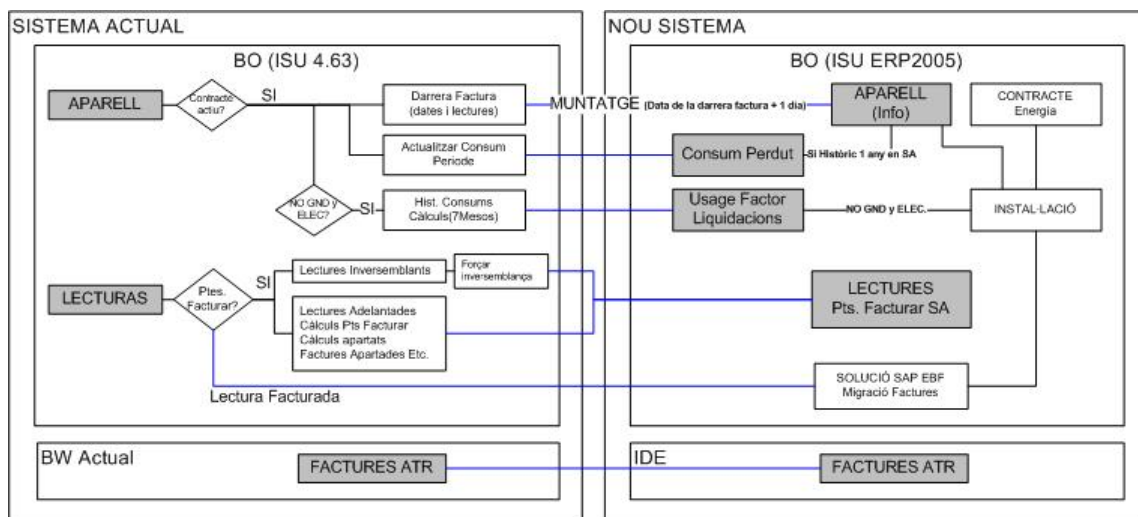 SISTEMA ACTUAL
BO (ISU 4.63)
APARELL
Contracte
actiu?
SI
Darrera Factura
(dates i lectures)
Actualitzar Consum
Periode
NO GND y
ELEC?
SI
Hist. Consums
Càlculs(7Mesos)
LECTURAS
Ptes.
Facturar?
SI
Lectures Inversemblants
Forçar
inversemblança
Lectures Adelantades
Càlculs Pts Facturar
Càlculs apartats
Factures Apartades Etc.
Lectura Facturada
BW Actual
FACTURES ATR
MUNTATGE (Data de la darrera factura + 1 dia)
NOU SISTEMA
BO (ISU ERP2005)
APARELL
(Info)
CONTRACTE
Energía
Consum Perdut
Si Històric 1 any en SA
Usage Factor
Liquidacions
NO GND y ELEC.
INSTAL·LACIÓ
LECTURES
Pts. Facturar SA
SOLUCIÓ SAP EBF
Migració Factures
IDE
FACTURES ATR